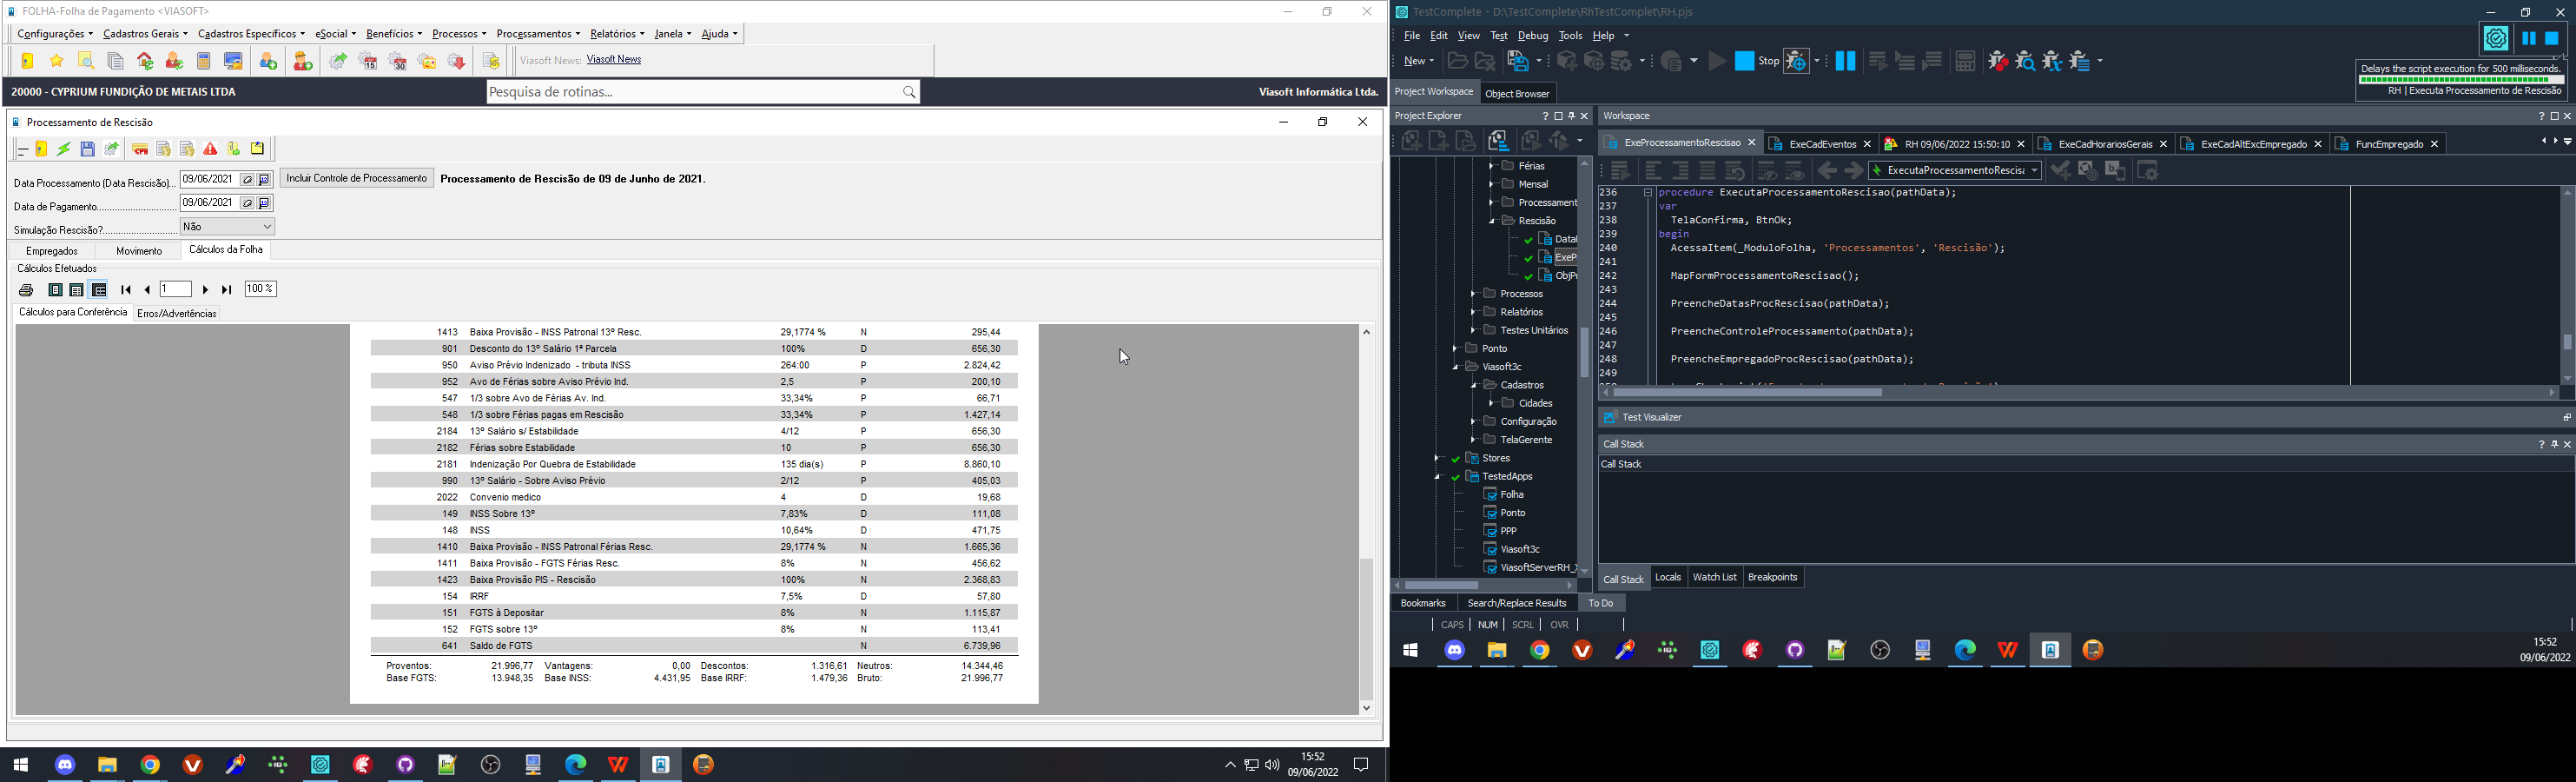 FOLHA-Folha de Pagamento <VIASOFT>
Configurações Cadastros Gerais Cadastros Específicos eSocial Benefícios Processos Processamentos Relatórios Janela Ajuda
15 30
Viasoft News: Viasoft News
20000 - CYPRIUM FUNDIÇÃO DE METAIS LTDA
Pesquisa de rotinas...
Viasoft Informática Ltda.
Processamento de Rescisão
Data Processamento (Data Rescisão)... 09/06/2021 Incluir Controle de Processamento Processamento de Rescisão de 09 de Junho de 2021.
Data de Pagamento............................ 09/06/2021
Simulação Rescisão?.......................... Não
Empregados Movimento Cálculos da Folha
Cálculos Efetuados
1 100 %
Cálculos para Conferência Erros/Advertências
1413 Baixa Provisão - INSS Patronal 13º Resc. 29,1774 % N 295,44
901 Desconto do 13º Salário 1ª Parcela 100% D 656,30
950 Aviso Prévio Indenizado - tributa INSS 264:00 P 2.824,42
952 Avo de Férias sobre Aviso Prévio Ind. 2,5 P 200,10
547 1/3 sobre Avo de Férias Av. Ind. 33,34% P 66,71
548 1/3 sobre Férias pagas em Rescisão 33,34% P 1.427,14
2184 13º Salário s/ Estabilidade 4/12 P 656,30
2182 Férias sobre Estabilidade 10 P 656,30
2181 Indenização Por Quebra de Estabilidade 135 dia(s) P 8.860,10
990 13º Salário - Sobre Aviso Prévio 2/12 P 405,03
2022 Convenio medico 4 D 19,68
149 INSS Sobre 13º 7,83% D 111,08
148 INSS 10,64% D 471,75
1410 Baixa Provisão - INSS Patronal Férias Resc. 29,1774 % N 1.665,36
1411 Baixa Provisão - FGTS Férias Resc. 8% N 456,62
1423 Baixa Provisão PIS - Rescisão 100% N 2.368,83
154 IRRF 7,5% D 57,80
151 FGTS à Depositar 8% N 1.115,87
152 FGTS sobre 13º 8% N 113,41
641 Saldo de FGTS N 6.739,96
Proventos: 21.996,77 Vantagens: 0,00 Descontos: 1.316,61 Neutros: 14.344,46
Base FGTS: 13.948,35 Base INSS: 4.431,95 Base IRRF: 1.479,36 Bruto: 21.996,77
15:52
09/06/2022
TestComplete - D:\TestComplete\RhTestComplet\RH.pjs
File Edit View Test Debug Tools Help
New Stop
Delays the script execution for 500 milliseconds.
RH | Executa Processamento de Rescisão
Project Workspace Object Browser
Project Explorer
Workspace
ExeProcessamentoRescisao ExeCadEventos RH 09/06/2022 15:50:10 ExeCadHorariosGerais ExeCadAltExcEmpregado FuncEmpregado
ExecutaProcessamentoRescisa
Férias
Mensal
Processament
Rescisão
Datal
ExeP
ObjPr
Processos
Relatórios
Testes Unitários
Ponto
Viasoft3c
Cadastros
Cidades
Configuração
TelaGerente
Stores
TestedApps
Folha
Ponto
PPP
Viasoft3c
ViasoftServerRH_X
236 procedure ExecutaProcessamentoRescisao(pathData);
237 var
238 TelaConfirma, BtnOk;
239 begin
240 AcessaItem(_ModuloFolha, 'Processamentos', 'Rescisão');
241
242 MapFormProcessamentoRescisao();
243
244 PreencheDatasProcRescisao(pathData);
245
246 PreencheControleProcessamento(pathData);
247
248 PreencheEmpregadoProcRescisao(pathData);
249
Test Visualizer
Call Stack
Call Stack
Call Stack Locals Watch List Breakpoints
Bookmarks Search/Replace Results To Do
CAPS NUM SCRL OVR
15:52
09/06/2022